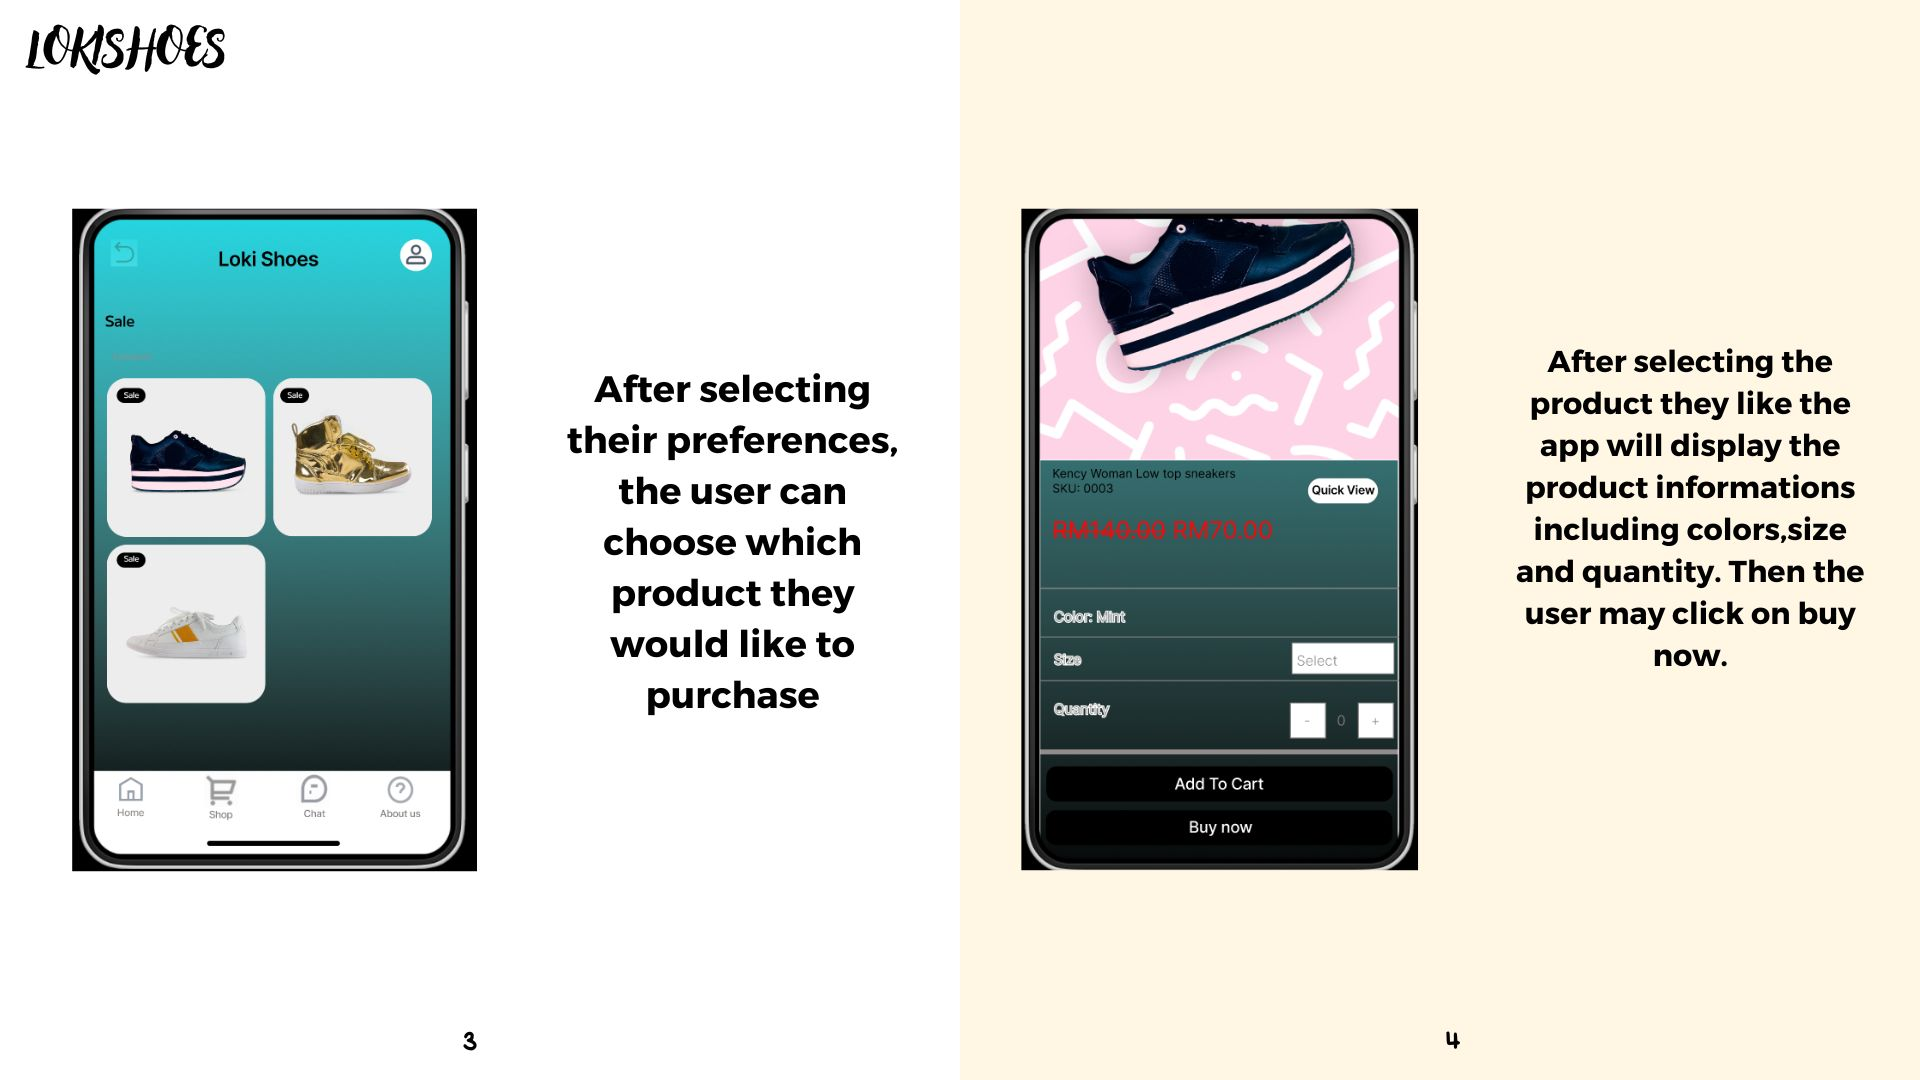 LOKISHOES
Loki Shoes
Sale
Sale
Sale
Sale
Home
Shop
Chat
About us
After selecting
their preferences,
the user can
choose which
product they
would like to
purchase
3
Kency Woman Low top sneakers
SKU: 0003
Quick View
RM140.00 RM70.00
Color: Mint
Size
Select
Quantity
- 0 +
Add To Cart
Buy now
After selecting the
product they like the
app will display the
product informations
including colors,size
and quantity. Then the
user may click on buy
now.
4